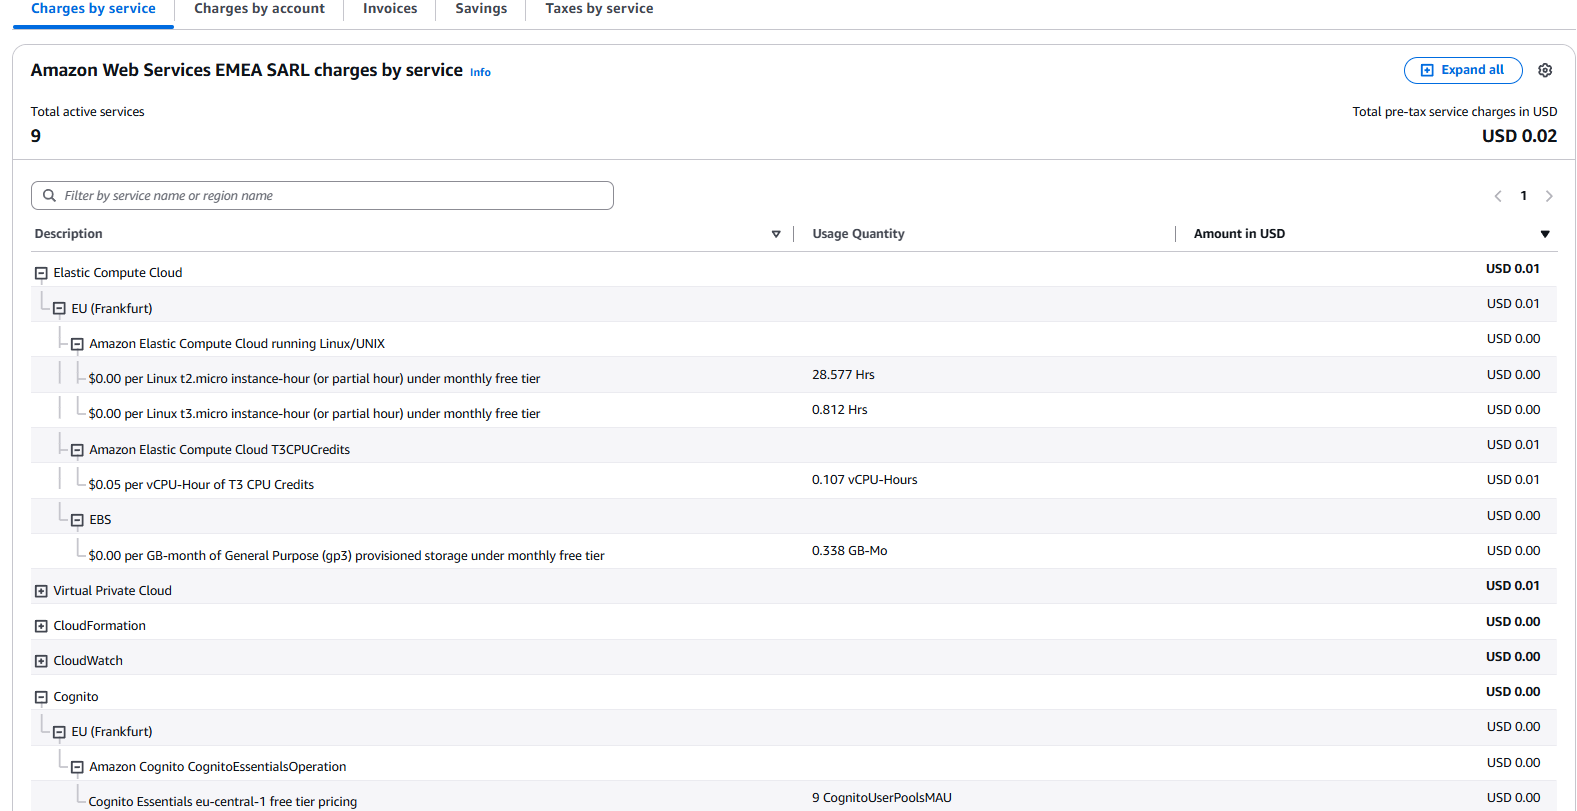 Charges by service Charges by account Invoices Savings Taxes by service
Amazon Web Services EMEA SARL charges by service Info Expand all
Total active services Total pre-tax service charges in USD
9 USD 0.02
Filter by service name or region name 1
Description Usage Quantity Amount in USD
Elastic Compute Cloud USD 0.01
EU (Frankfurt) USD 0.01
Amazon Elastic Compute Cloud running Linux/UNIX USD 0.00
$0.00 per Linux t2.micro instance-hour (or partial hour) under monthly free tier 28.577 Hrs USD 0.00
$0.00 per Linux t3.micro instance-hour (or partial hour) under monthly free tier 0.812 Hrs USD 0.00
Amazon Elastic Compute Cloud T3CPUCredits USD 0.01
$0.05 per vCPU-Hour of T3 CPU Credits 0.107 vCPU-Hours USD 0.01
EBS USD 0.00
$0.00 per GB-month of General Purpose (gp3) provisioned storage under monthly free tier 0.338 GB-Mo USD 0.00
Virtual Private Cloud USD 0.01
CloudFormation USD 0.00
CloudWatch USD 0.00
Cognito USD 0.00
EU (Frankfurt) USD 0.00
Amazon Cognito CognitoEssentialsOperation USD 0.00
Cognito Essentials eu-central-1 free tier pricing 9 CognitoUserPoolsMAU USD 0.00